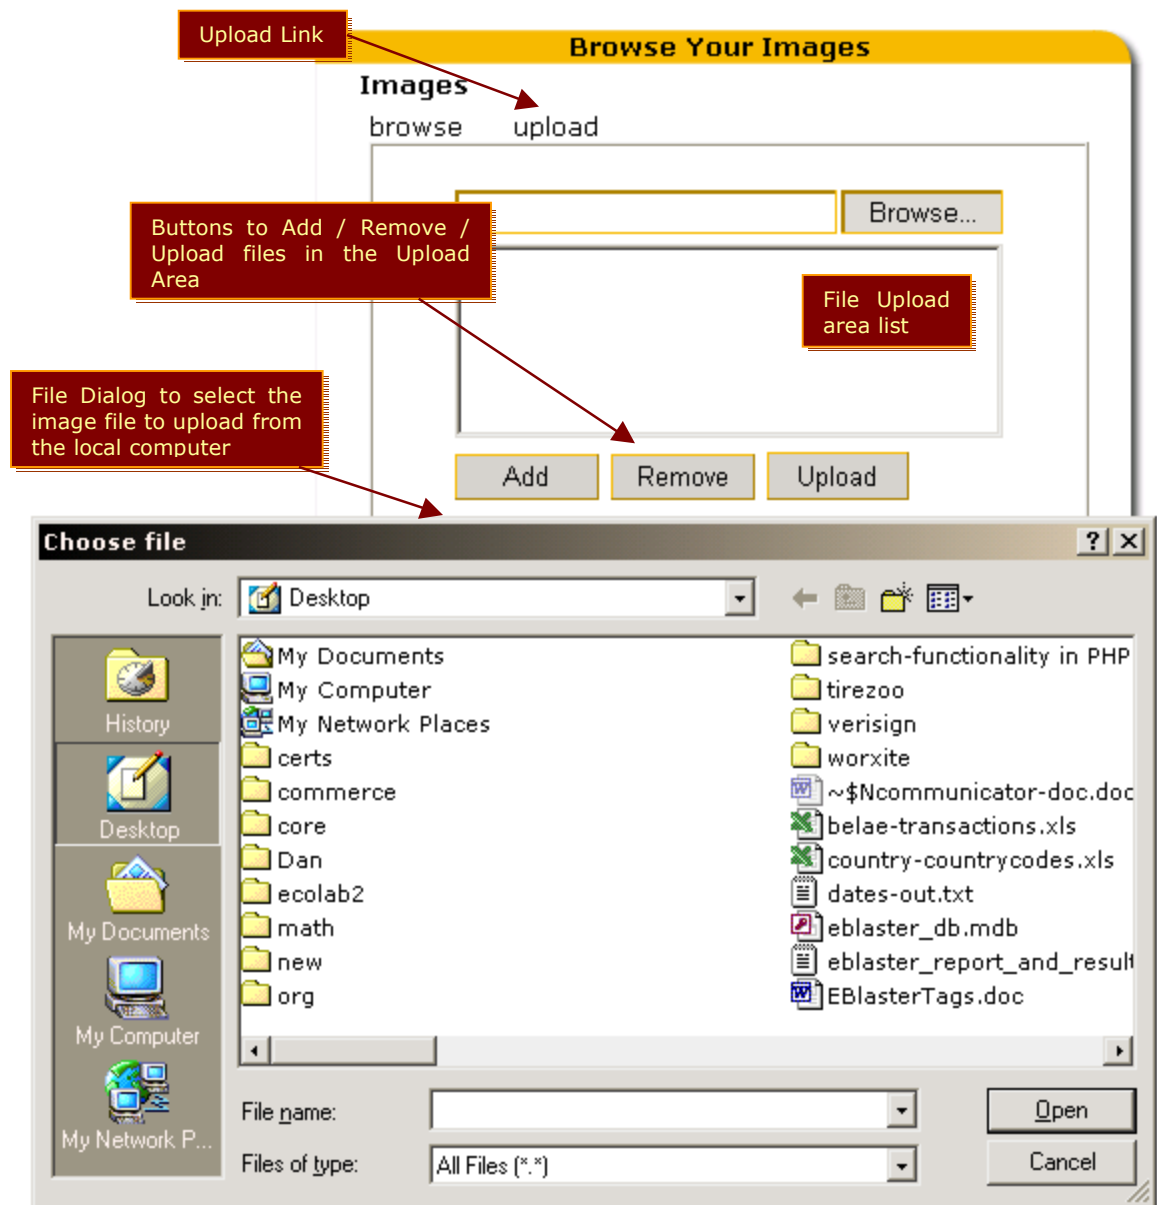 Upload Link
Browse Your Images
Images
browse upload
Browse...
Buttons to Add / Remove /
Upload files in the Upload
Area
File Upload
area list
File Dialog to select the
image file to upload from
the local computer
Add Remove Upload
Choose file
Look in: Desktop
History
Desktop
My Documents
My Computer
My Network P...
My Documents
My Computer
My Network Places
certs
commerce
core
Dan
ecolab2
math
new
org
search-functionality in PHP
tirezoo
verisign
worxite
~$Ncommunicator-doc.doc
belae-transactions.xls
country-countrycodes.xls
dates-out.txt
eblaster_db.mdb
eblaster_report_and_result
EBlasterTags.doc
File name: Open
Files of type: All Files (*.*) Cancel